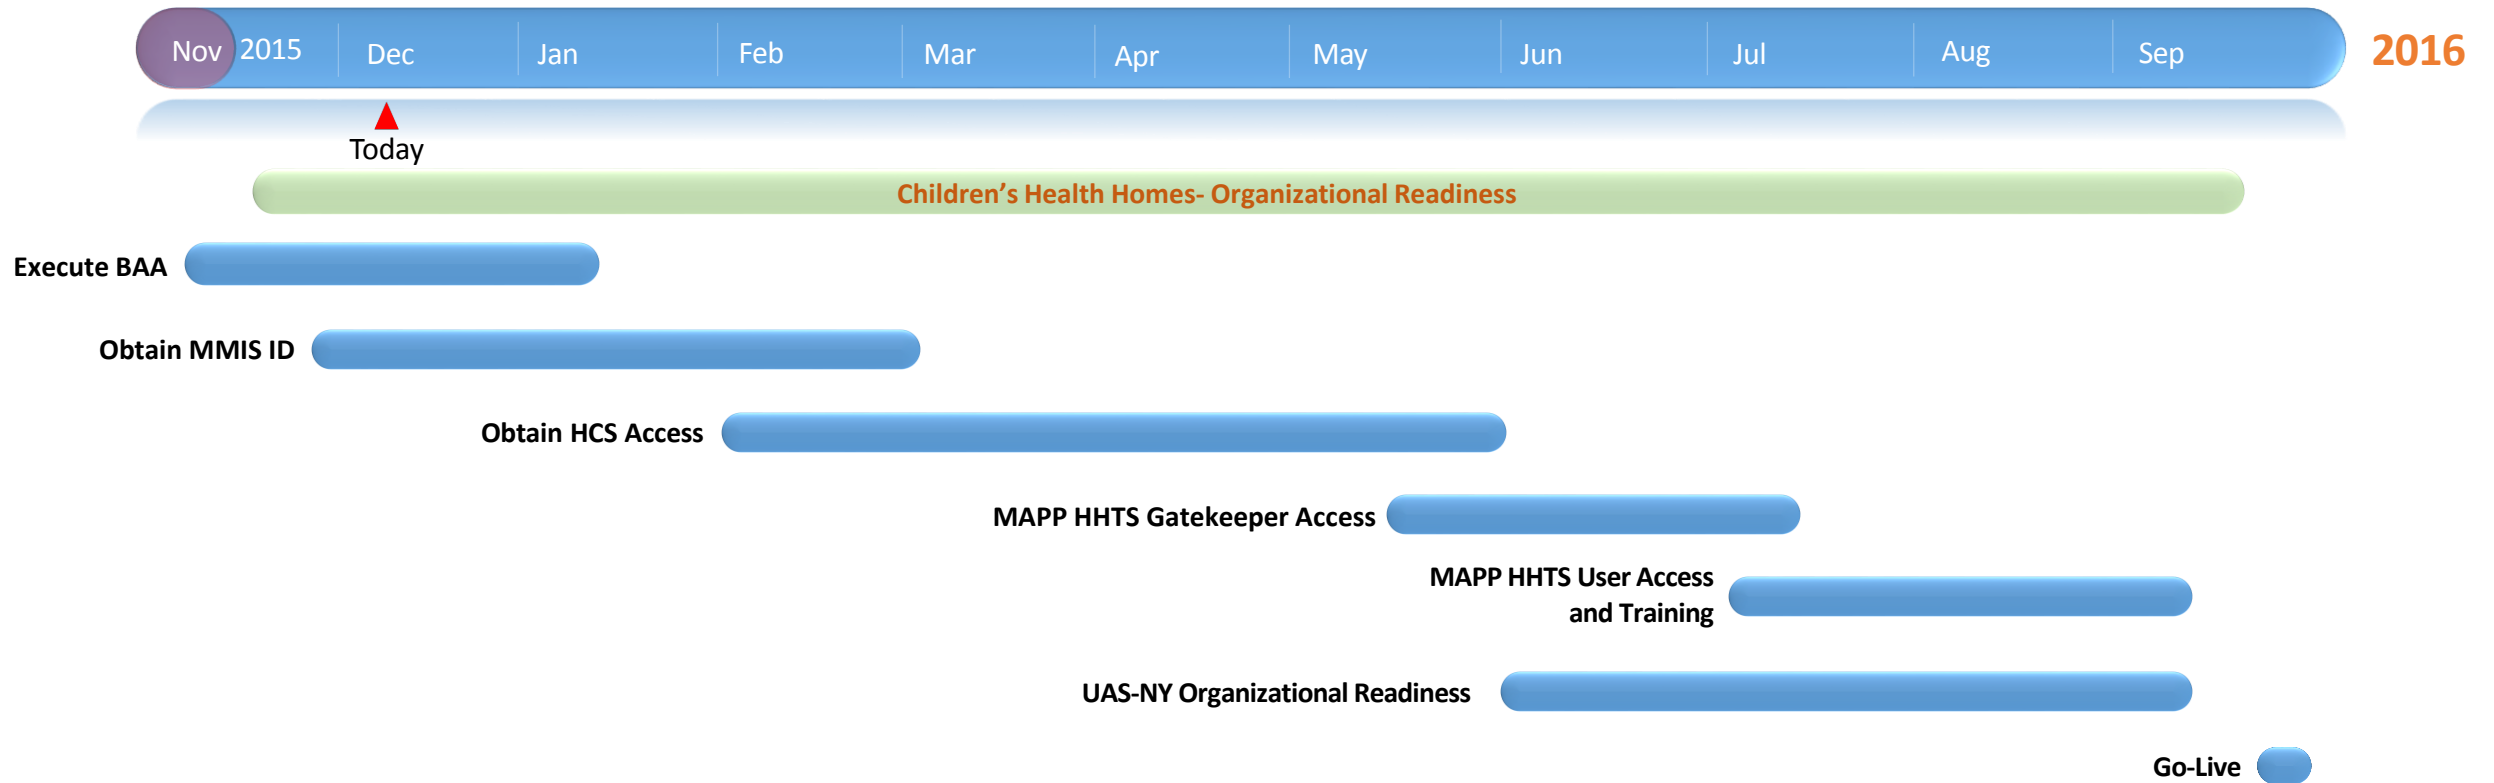 Nov 2015 Dec Jan Feb Mar Apr May Jun Jul Aug Sep 2016
Today
Children’s Health Homes- Organizational Readiness
Execute BAA
Obtain MMIS ID
Obtain HCS Access
MAPP HHTS Gatekeeper Access
MAPP HHTS User Access
and Training
UAS-NY Organizational Readiness
Go-Live